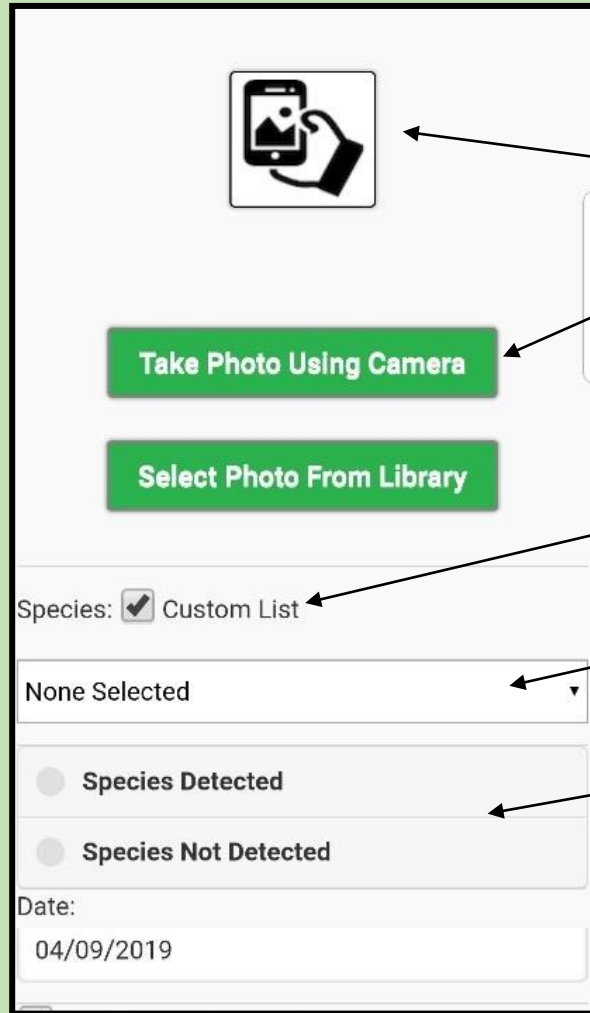 Take Photo Using Camera
Select Photo From Library
Species: Custom List
None Selected
Species Detected
Species Not Detected
Date:
04/09/2019